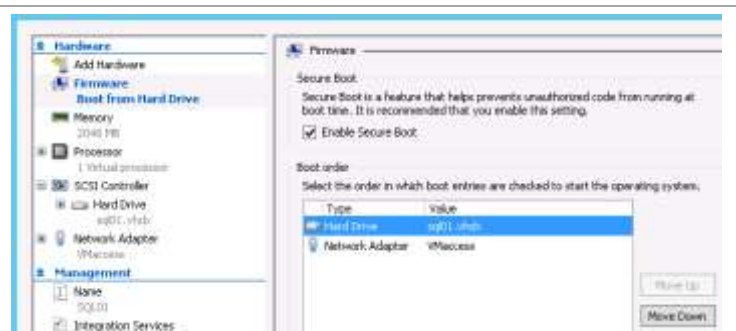 Hardware
Add Hardware
Firmware
Boot from Hard Drive
Memory
2048 MB
Processor
1 Virtual processor
SCSI Controller
Hard Drive
sql01.vhdx
Network Adapter
VMaccess
Management
Name
SQL01
Integration Services
Firmware
Secure Boot
Secure Boot is a feature that helps prevents unauthorized code from running at
boot time. It is recommended that you enable this setting.
Enable Secure Boot
Boot order
Select the order in which boot entries are checked to start the operating system.
Type Value
Hard Drive sql01.vhdx
Network Adapter VMaccess
Move Up
Move Down